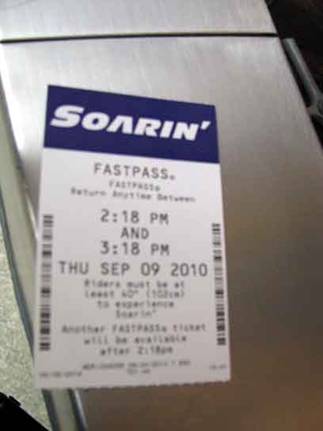 SOARIN'
FASTPASS®
FASTPASS®
Return Anytime Between
2:18 PM
AND
3:18 PM
THU SEP 09 2010
Riders must be at
least 40" (102cm)
to experience
Soarin'
Another FASTPASS® ticket
will be available
after 2:18pm